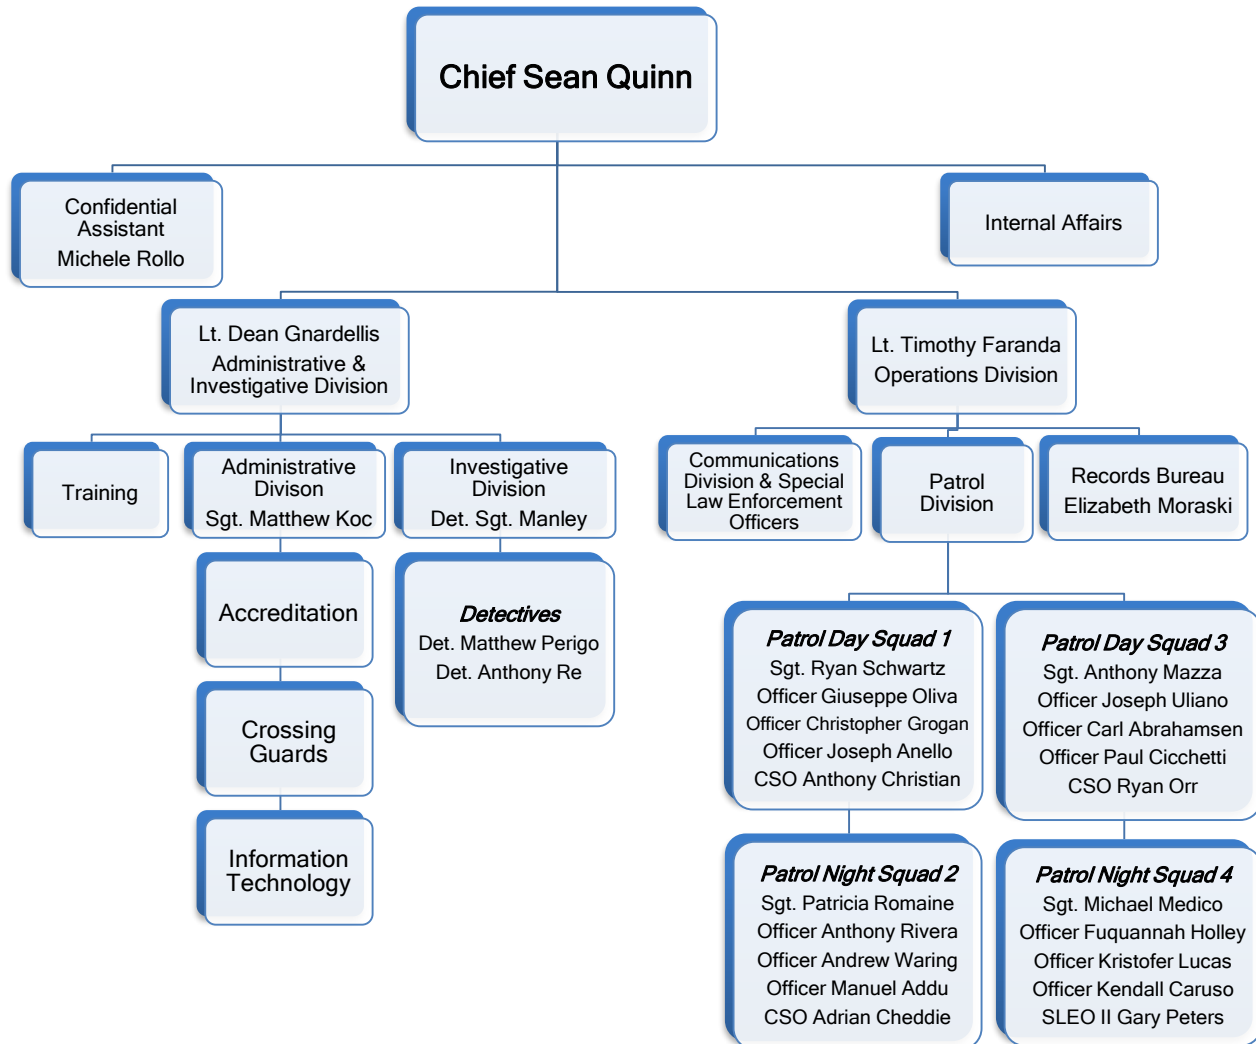 Chief Sean Quinn
Confidential
Assistant
Michele Rollo
Internal Affairs
Lt. Dean Gnardellis
Administrative &
Investigative Division
Lt. Timothy Faranda
Operations Division
Training
Administrative
Divison
Sgt. Matthew Koc
Investigative
Division
Det. Sgt. Manley
Communications
Division & Special
Law Enforcement
Officers
Patrol
Division
Records Bureau
Elizabeth Moraski
Accreditation
Crossing
Guards
Information
Technology
Detectives
Det. Matthew Perigo
Det. Anthony Re
Patrol Day Squad 1
Sgt. Ryan Schwartz
Officer Giuseppe Oliva
Officer Christopher Grogan
Officer Joseph Anello
CSO Anthony Christian
Patrol Day Squad 3
Sgt. Anthony Mazza
Officer Joseph Uliano
Officer Carl Abrahamsen
Officer Paul Cicchetti
CSO Ryan Orr
Patrol Night Squad 2
Sgt. Patricia Romaine
Officer Anthony Rivera
Officer Andrew Waring
Officer Manuel Addu
CSO Adrian Cheddie
Patrol Night Squad 4
Sgt. Michael Medico
Officer Fuquannah Holley
Officer Kristofer Lucas
Officer Kendall Caruso
SLEO II Gary Peters